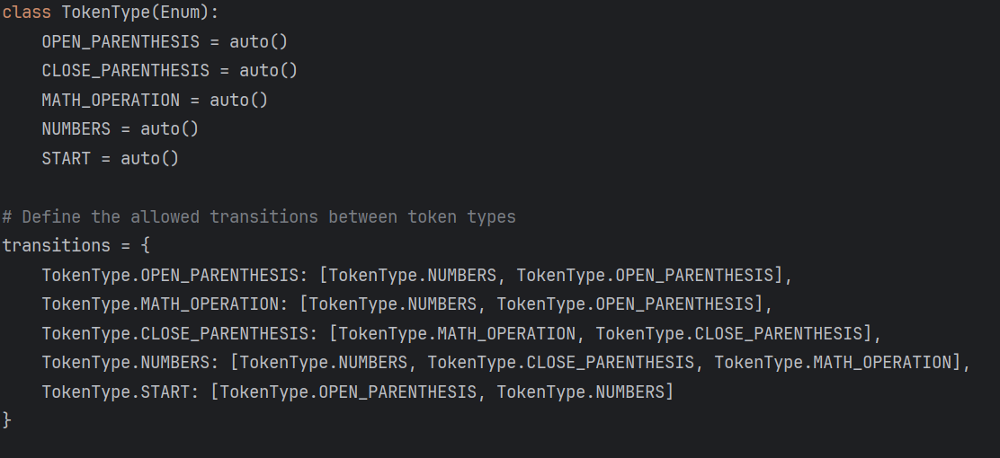 class TokenType(Enum):
    OPEN_PARENTHESIS = auto()
    CLOSE_PARENTHESIS = auto()
    MATH_OPERATION = auto()
    NUMBERS = auto()
    START = auto()

# Define the allowed transitions between token types
transitions = {
    TokenType.OPEN_PARENTHESIS: [TokenType.NUMBERS, TokenType.OPEN_PARENTHESIS],
    TokenType.MATH_OPERATION: [TokenType.NUMBERS, TokenType.OPEN_PARENTHESIS],
    TokenType.CLOSE_PARENTHESIS: [TokenType.MATH_OPERATION, TokenType.CLOSE_PARENTHESIS],
    TokenType.NUMBERS: [TokenType.NUMBERS, TokenType.CLOSE_PARENTHESIS, TokenType.MATH_OPERATION],
    TokenType.START: [TokenType.OPEN_PARENTHESIS, TokenType.NUMBERS]
}